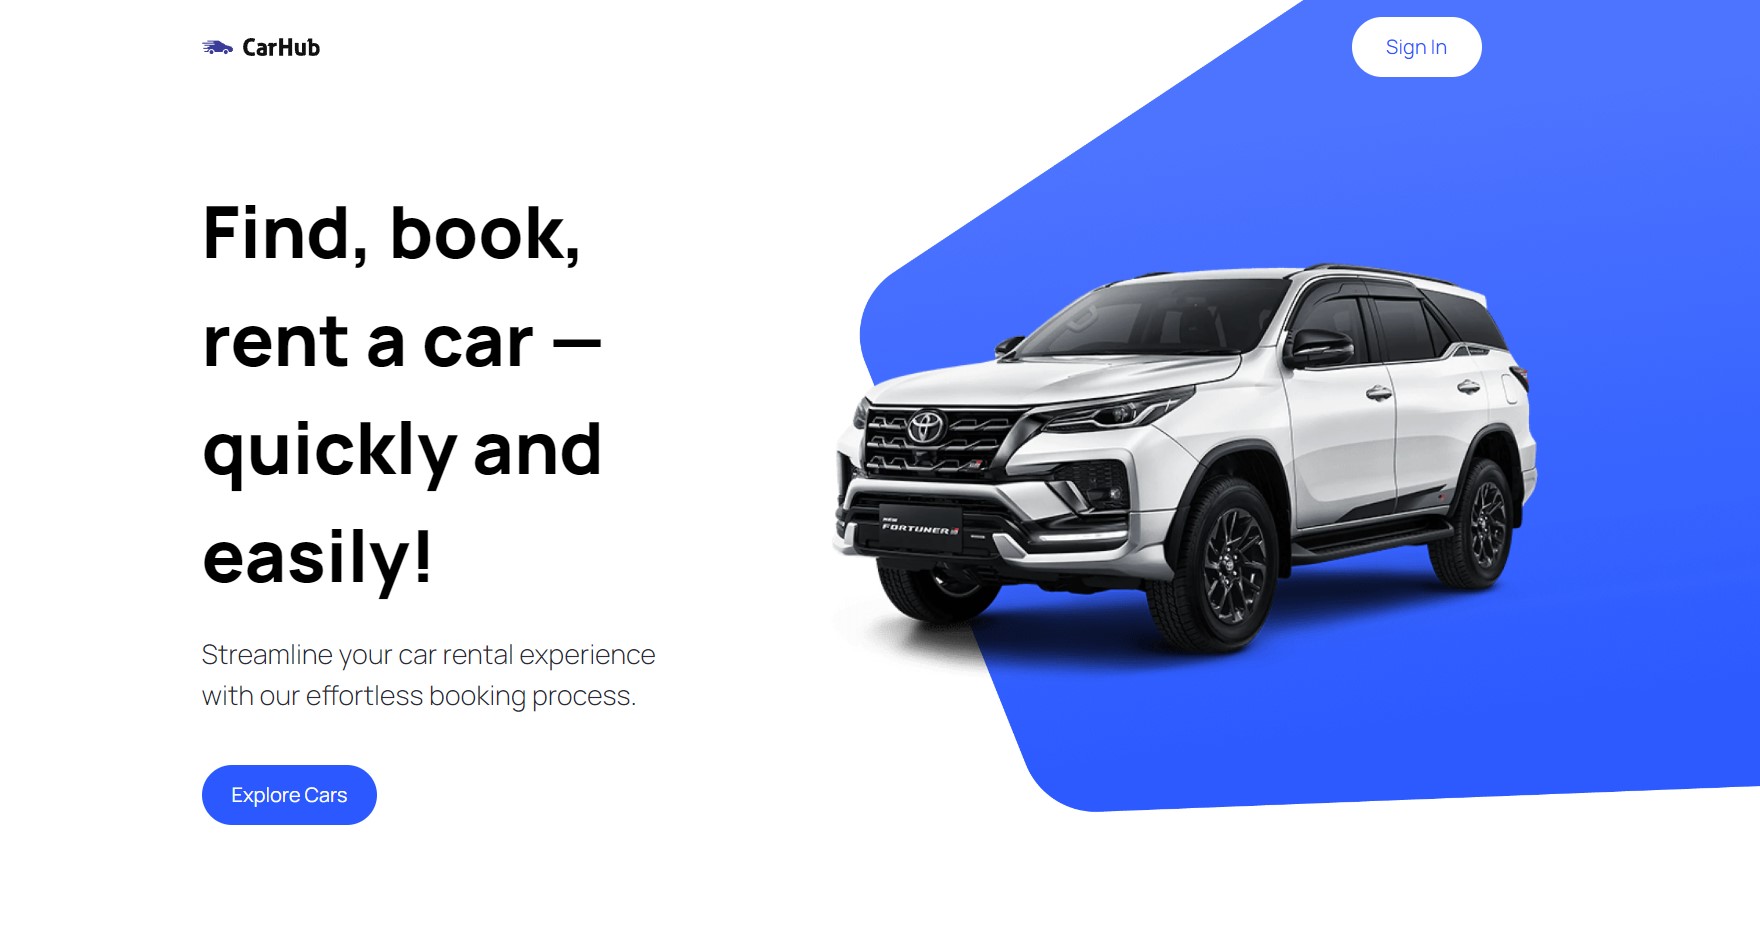 CarHub
Sign In
Find, book,
rent a car —
quickly and
easily!
Streamline your car rental experience
with our effortless booking process.
Explore Cars
NEW
FORTUNER